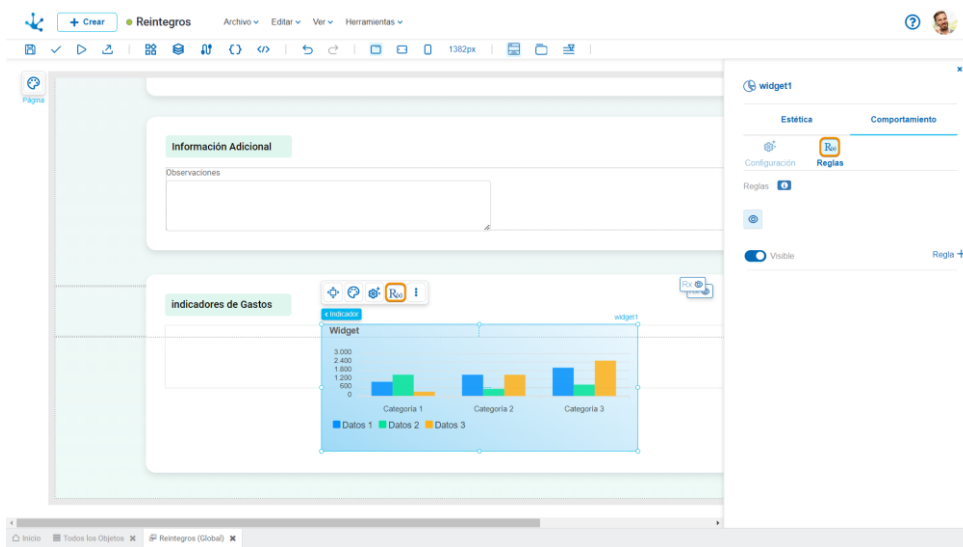 + Crear
Reintegros
Archivo Editar Ver Herramientas
1382px
Página
Información Adicional
Observaciones
indicadores de Gastos
Rx
Indicador
widget1
Widget
3.000
2.400
1.800
1.200
600
0
Categoría 1 Categoría 2 Categoría 3
Datos 1 Datos 2 Datos 3
widget1
Estética Comportamiento
Configuración Reglas
Reglas
Visible Regla +
Inicio Todos los Objetos Reintegros (Global)